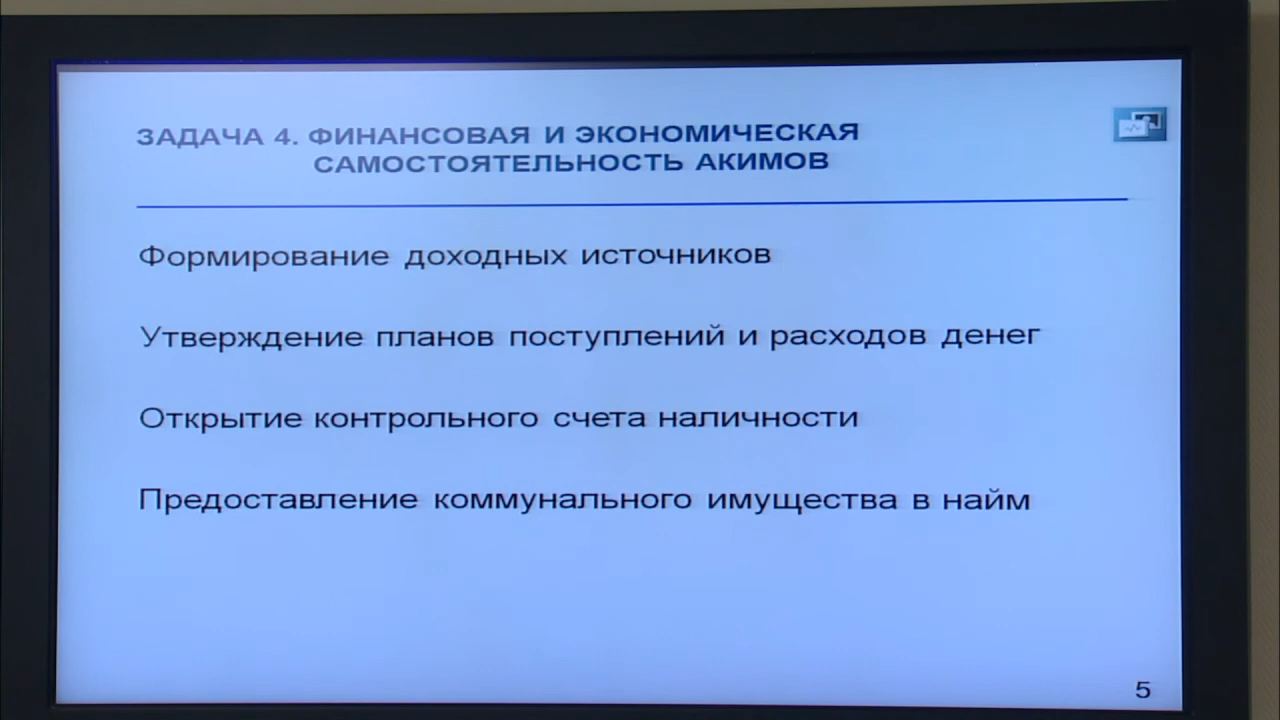 ЗАДАЧА 4. ФИНАНСОВАЯ И ЭКОНОМИЧЕСКАЯ
САМОСТОЯТЕЛЬНОСТЬ АКИМОВ
Формирование доходных источников
Утверждение планов поступлений и расходов денег
Открытие контрольного счета наличности
Предоставление коммунального имущества в найм
5